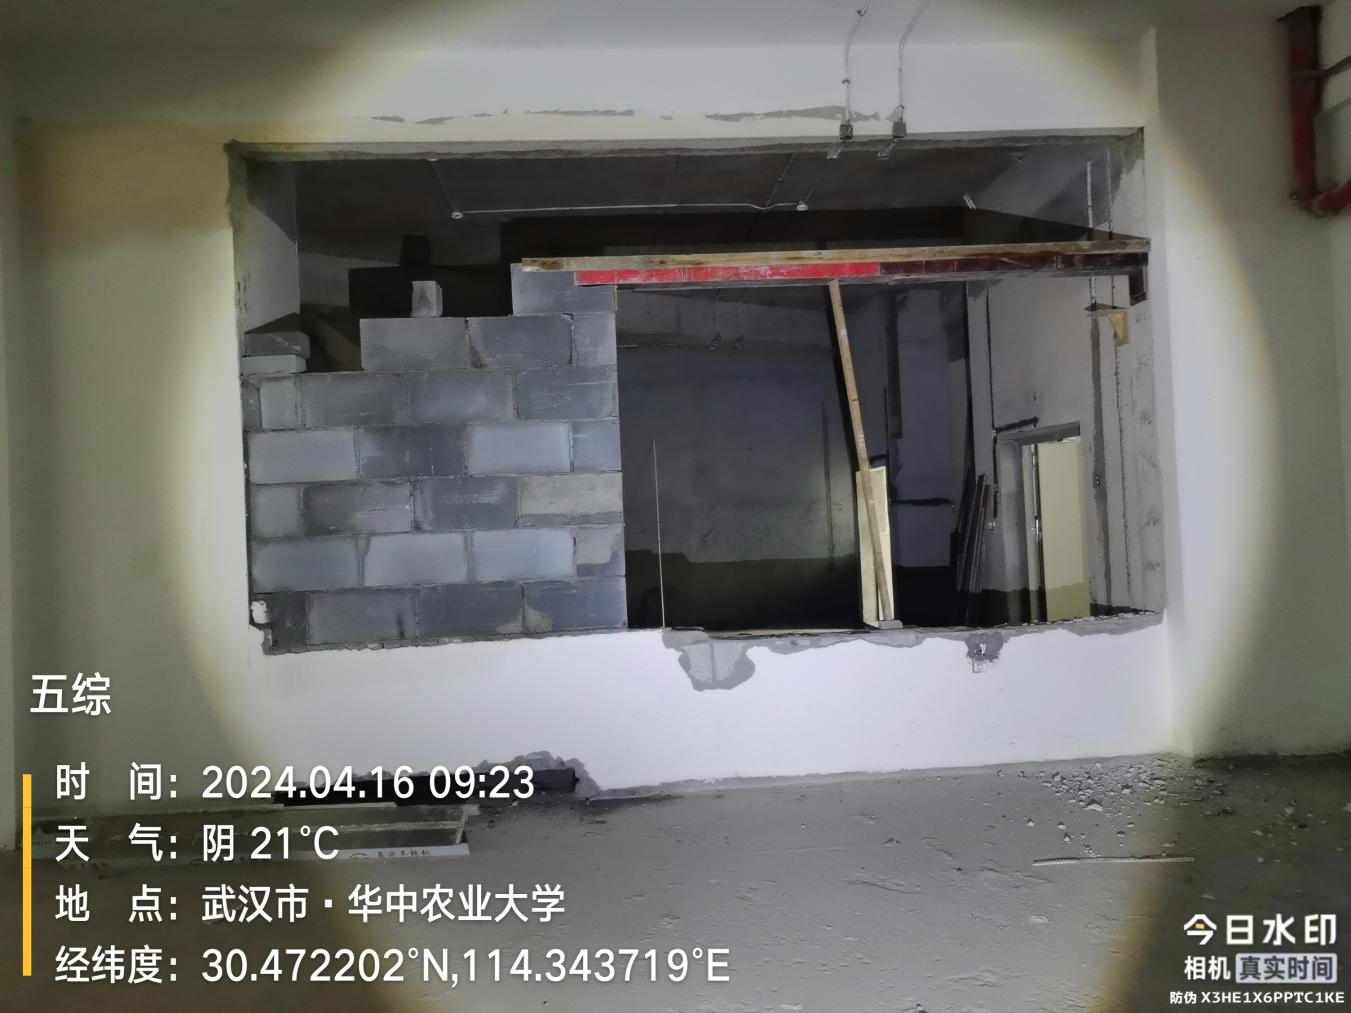 五综
时 间：2024.04.16 09:23
天 气：阴 21℃
地 点：武汉市·华中农业大学
经纬度：30.472202°N,114.343719°E
今日水印
相机 真实时间
防伪 X3HE1X6PPTC1KE